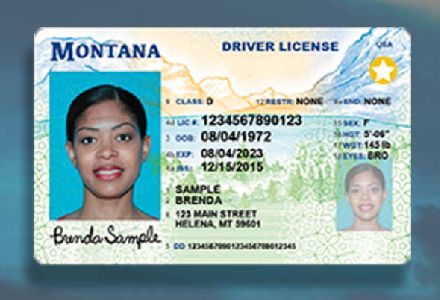 MONTANA DRIVER LICENSE USA
9 CLASS: D 12 RESTR: NONE 9a END: NONE
4d LIC # 1234567890123 15 SEX: F
3 DOB: 08/04/1972 16 HGT: 5'-06"
4b EXP: 08/04/2023 17 WGT: 145 lb
4a ISS: 12/15/2015 18 EYES: BRO
1 SAMPLE
2 BRENDA
8 123 MAIN STREET
HELENA, MT 59601
Brenda Sample
5 DD 1234567890123456789012345